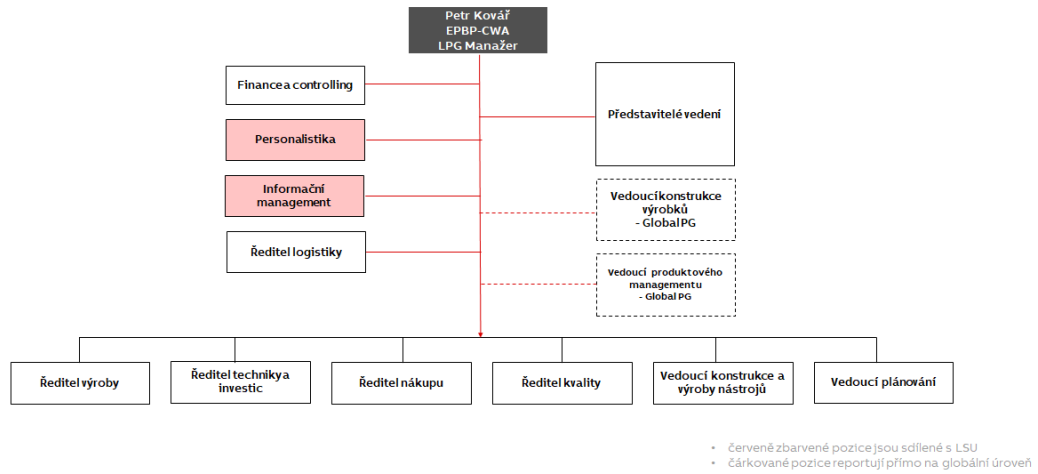 Petr Kovář
EPBP-CWA
LPG Manažer
Finance a controlling
Představitelé vedení
Personalistika
Informační
management
Vedoucí konstrukce
výrobků
- Global PG
Ředitel logistiky
Vedoucí produktového
managementu
- Global PG
Ředitel výroby
Ředitel techniky a
investic
Ředitel nákupu
Ředitel kvality
Vedoucí konstrukce a
výroby nástrojů
Vedoucí plánování
• červeně zbarvené pozice jsou sdílené s LSU
• čárkované pozice reportují přímo na globální úroveň